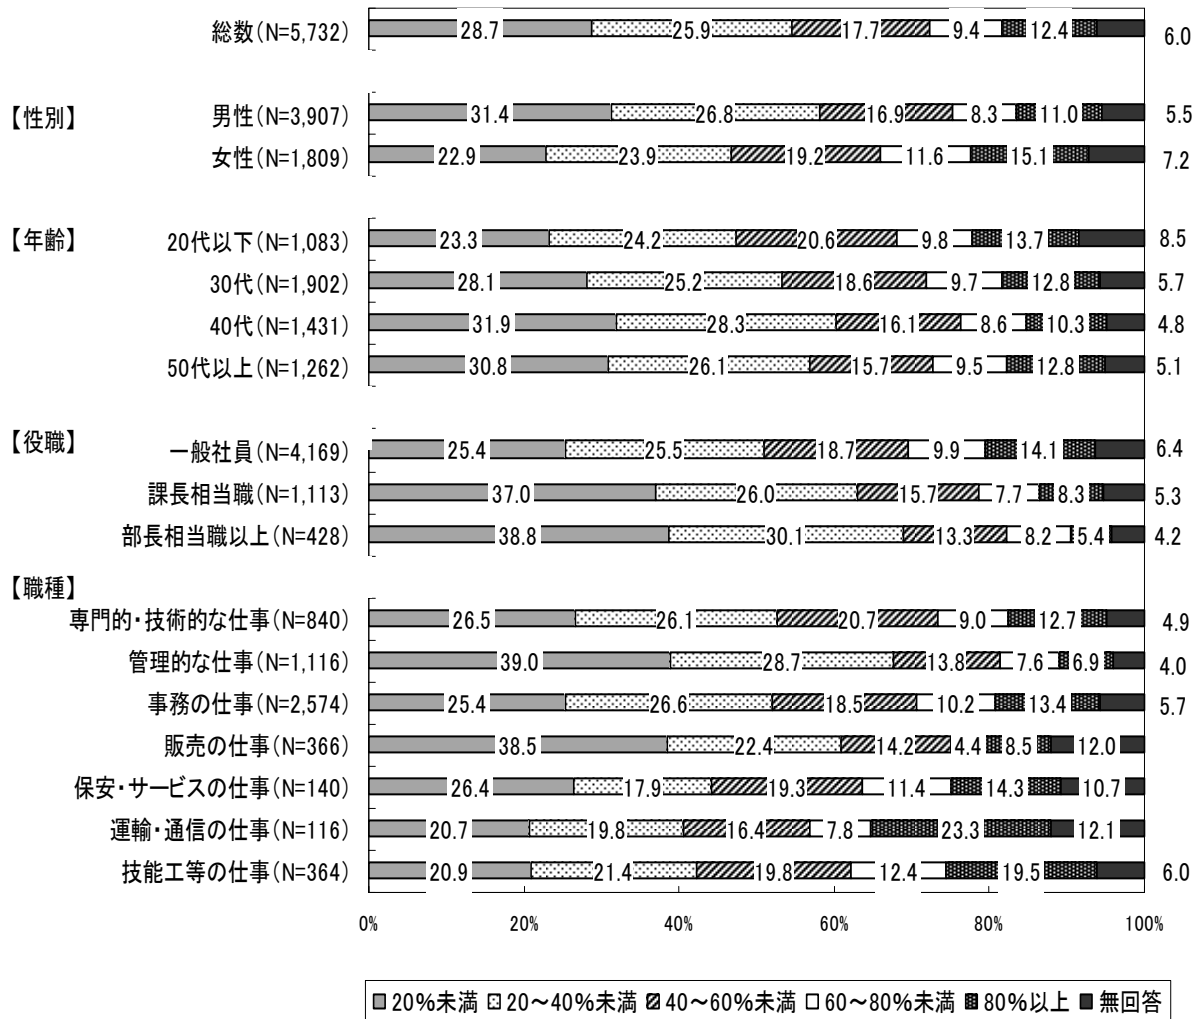 総数(N=5,732) 28.7 25.9 17.7 9.4 12.4 6.0
【性別】 男性(N=3,907) 31.4 26.8 16.9 8.3 11.0 5.5
女性(N=1,809) 22.9 23.9 19.2 11.6 15.1 7.2
【年齢】 20代以下(N=1,083) 23.3 24.2 20.6 9.8 13.7 8.5
30代(N=1,902) 28.1 25.2 18.6 9.7 12.8 5.7
40代(N=1,431) 31.9 28.3 16.1 8.6 10.3 4.8
50代以上(N=1,262) 30.8 26.1 15.7 9.5 12.8 5.1
【役職】 一般社員(N=4,169) 25.4 25.5 18.7 9.9 14.1 6.4
課長相当職(N=1,113) 37.0 26.0 15.7 7.7 8.3 5.3
部長相当職以上(N=428) 38.8 30.1 13.3 8.2 5.4 4.2
【職種】
専門的・技術的な仕事(N=840) 26.5 26.1 20.7 9.0 12.7 4.9
管理的な仕事(N=1,116) 39.0 28.7 13.8 7.6 6.9 4.0
事務の仕事(N=2,574) 25.4 26.6 18.5 10.2 13.4 5.7
販売の仕事(N=366) 38.5 22.4 14.2 4.4 8.5 12.0
保安・サービスの仕事(N=140) 26.4 17.9 19.3 11.4 14.3 10.7
運輸・通信の仕事(N=116) 20.7 19.8 16.4 7.8 23.3 12.1
技能工等の仕事(N=364) 20.9 21.4 19.8 12.4 19.5 6.0
0% 20% 40% 60% 80% 100%
20%未満 20～40%未満 40～60%未満 60～80%未満 80%以上 無回答